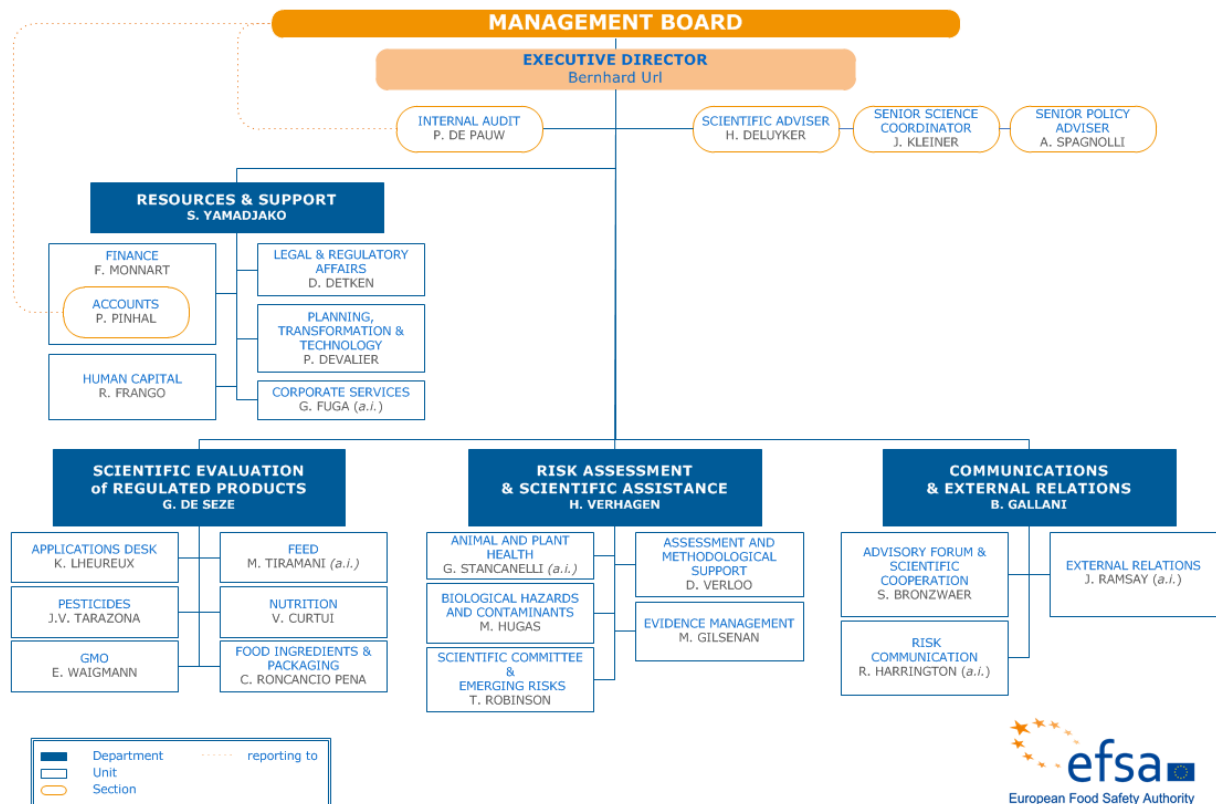 MANAGEMENT BOARD
EXECUTIVE DIRECTOR
Bernhard Url
INTERNAL AUDIT
P. DE PAUW
SCIENTIFIC ADVISER
H. DELUYKER
SENIOR SCIENCE
COORDINATOR
J. KLEINER
SENIOR POLICY
ADVISER
A. SPAGNOLLI
RESOURCES & SUPPORT
S. YAMADJAKO
FINANCE
F. MONNART
ACCOUNTS
P. PINHAL
LEGAL & REGULATORY
AFFAIRS
D. DETKEN
PLANNING,
TRANSFORMATION &
TECHNOLOGY
P. DEVALIER
HUMAN CAPITAL
R. FRANGO
CORPORATE SERVICES
G. FUGA (a.i.)
SCIENTIFIC EVALUATION
of REGULATED PRODUCTS
G. DE SEZE
APPLICATIONS DESK
K. LHEUREUX
FEED
M. TIRAMANI (a.i.)
PESTICIDES
J.V. TARAZONA
NUTRITION
V. CURTUI
GMO
E. WAIGMANN
FOOD INGREDIENTS &
PACKAGING
C. RONCANCIO PENA
RISK ASSESSMENT
& SCIENTIFIC ASSISTANCE
H. VERHAGEN
ANIMAL AND PLANT
HEALTH
G. STANCANELLI (a.i.)
ASSESSMENT AND
METHODOLOGICAL
SUPPORT
D. VERLOO
BIOLOGICAL HAZARDS
AND CONTAMINANTS
M. HUGAS
EVIDENCE MANAGEMENT
M. GILSENAN
SCIENTIFIC COMMITTEE
&
EMERGING RISKS
T. ROBINSON
COMMUNICATIONS
& EXTERNAL RELATIONS
B. GALLANI
ADVISORY FORUM &
SCIENTIFIC
COOPERATION
S. BRONZWAER
EXTERNAL RELATIONS
J. RAMSAY (a.i.)
RISK
COMMUNICATION
R. HARRINGTON (a.i.)
Department
reporting to
Unit
Section
efsa
European Food Safety Authority